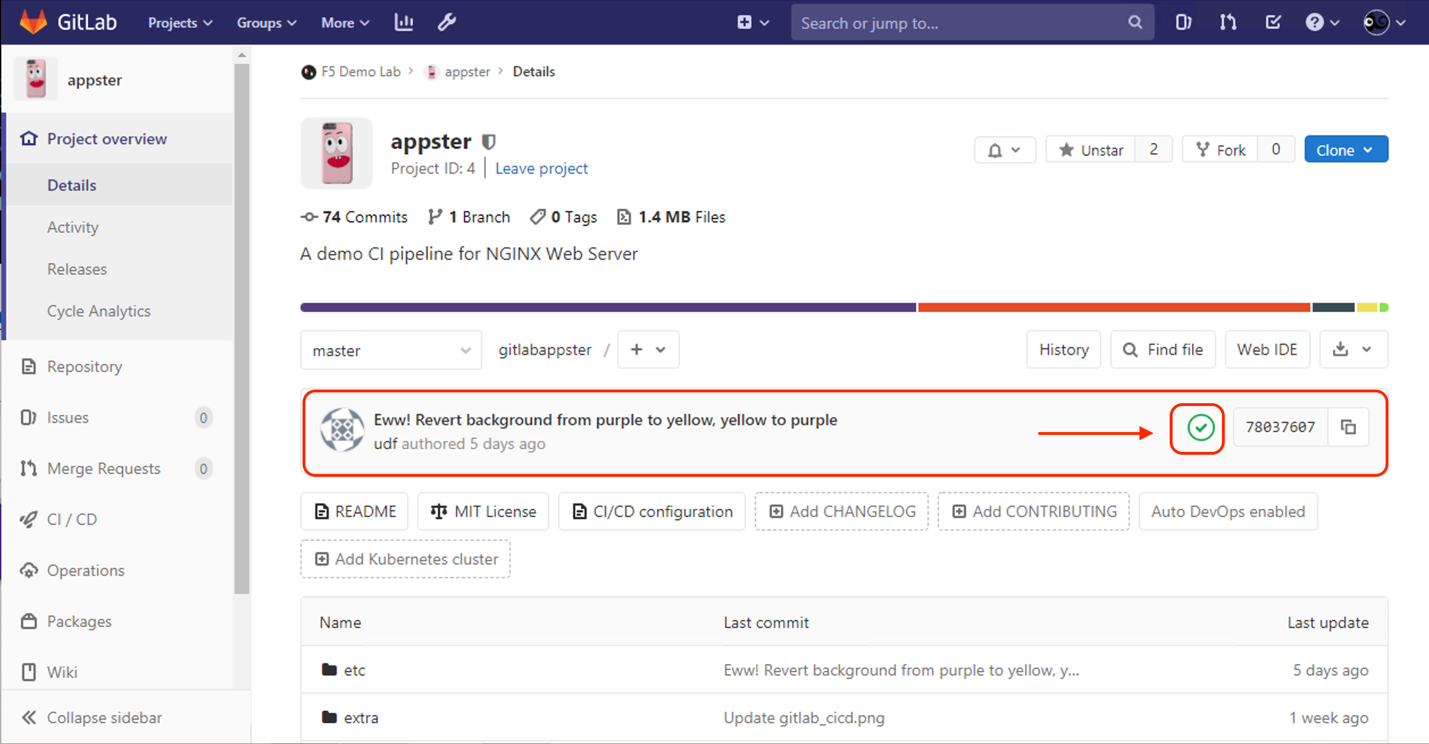 GitLab Projects Groups More Search or jump to...
appster
Project overview
Details
Activity
Releases
Cycle Analytics
Repository
Issues 0
Merge Requests 0
CI / CD
Operations
Packages
Wiki
Collapse sidebar
F5 Demo Lab > appster > Details
appster
Project ID: 4 Leave project
Unstar 2 Fork 0 Clone
74 Commits 1 Branch 0 Tags 1.4 MB Files
A demo CI pipeline for NGINX Web Server
master gitlabappster / + History Find file Web IDE
Eww! Revert background from purple to yellow, yellow to purple
udf authored 5 days ago
78037607
README MIT License CI/CD configuration Add CHANGELOG Add CONTRIBUTING Auto DevOps enabled
Add Kubernetes cluster
Name Last commit Last update
etc Eww! Revert background from purple to yellow, y... 5 days ago
extra Update gitlab_cicd.png 1 week ago